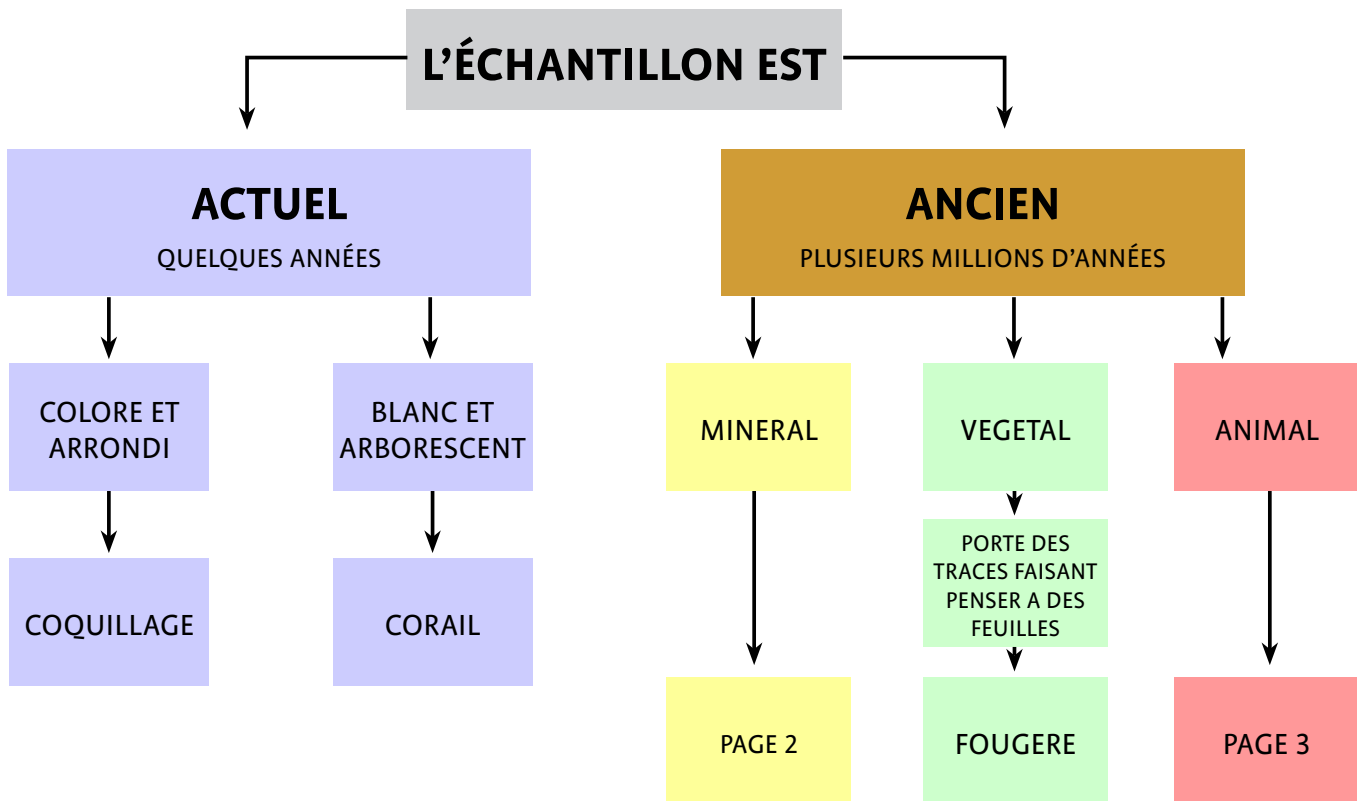 L'ÉCHANTILLON EST
ACTUEL
QUELQUES ANNÉES
ANCIEN
PLUSIEURS MILLIONS D'ANNÉES
COLORE ET
ARRONDI
BLANC ET
ARBORESCENT
MINERAL
VEGETAL
ANIMAL
COQUILLAGE
CORAIL
PORTE DES
TRACES FAISANT
PENSER A DES
FEUILLES
PAGE 2
FOUGERE
PAGE 3